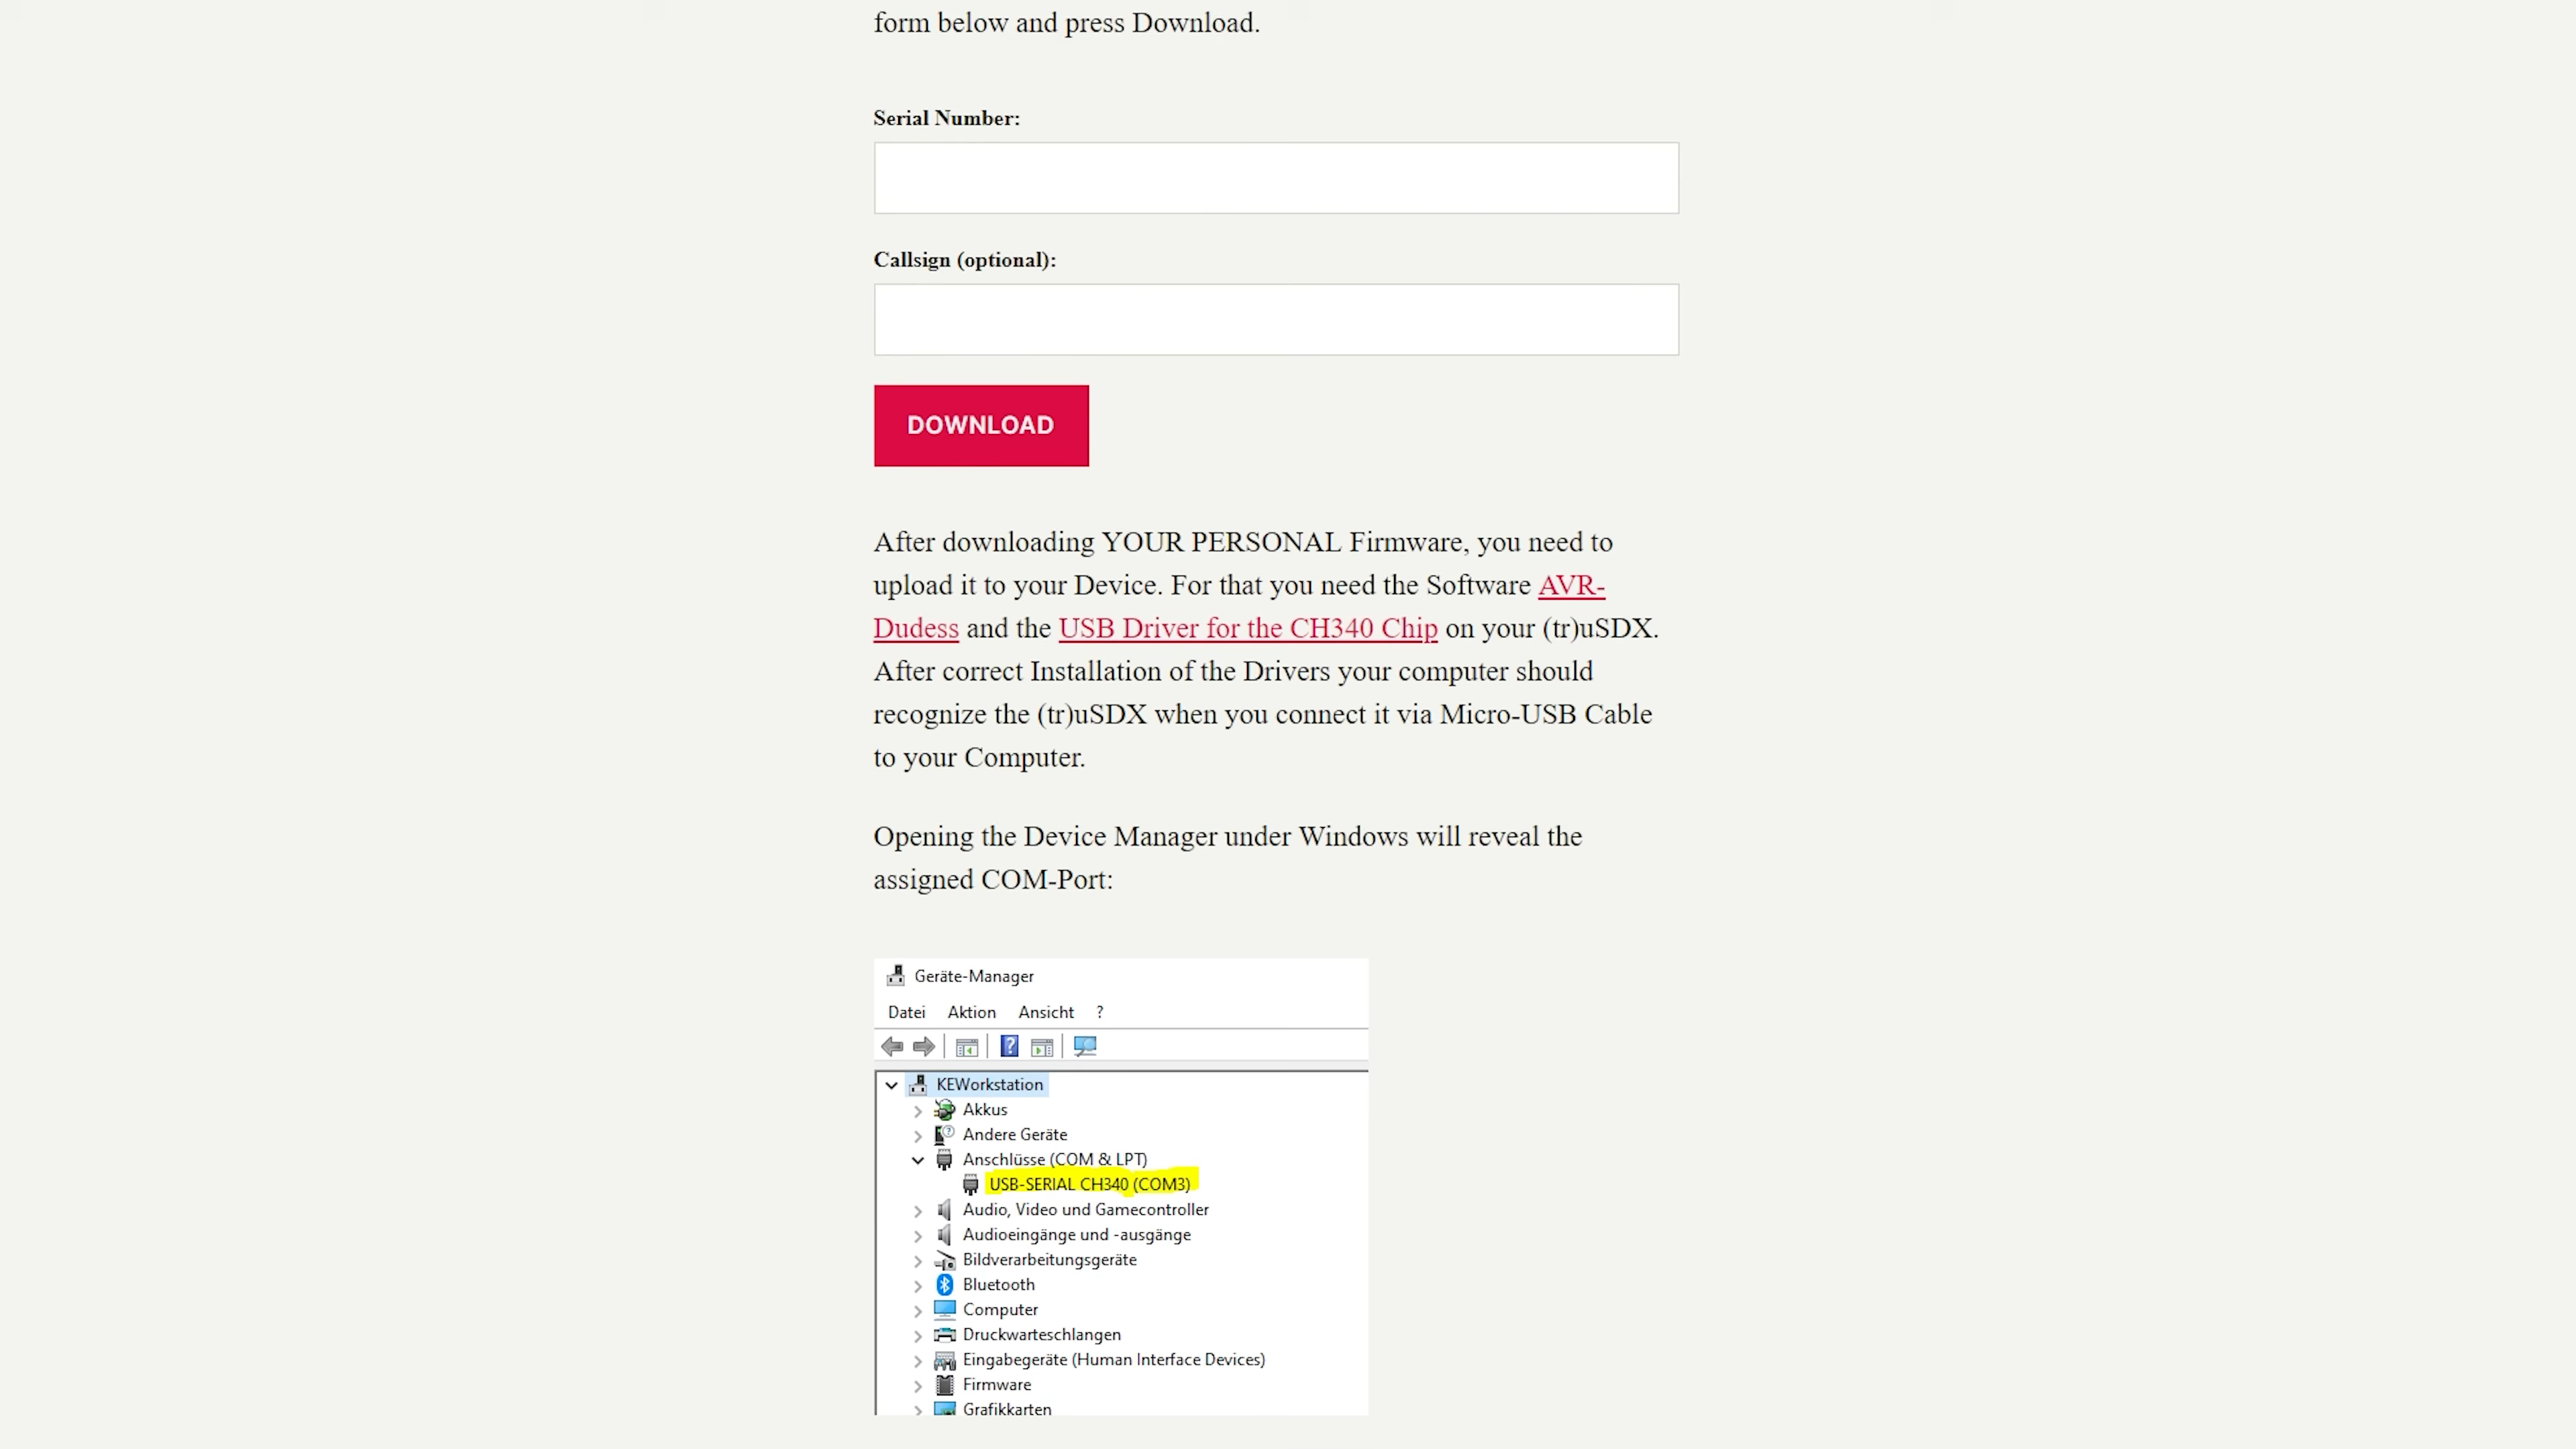 form below and press Download.
Serial Number:
Callsign (optional):
DOWNLOAD
After downloading YOUR PERSONAL Firmware, you need to
upload it to your Device. For that you need the Software AVR-
Dudess and the USB Driver for the CH340 Chip on your (tr)uSDX.
After correct Installation of the Drivers your computer should
recognize the (tr)uSDX when you connect it via Micro-USB Cable
to your Computer.
Opening the Device Manager under Windows will reveal the
assigned COM-Port:
Geräte-Manager
Datei Aktion Ansicht ?
KEWorkstation
Akkus
Andere Geräte
Anschlüsse (COM & LPT)
USB-SERIAL CH340 (COM3)
Audio, Video und Gamecontroller
Audioeingänge und -ausgänge
Bildverarbeitungsgeräte
Bluetooth
Computer
Druckwarteschlangen
Eingabegeräte (Human Interface Devices)
Firmware
Grafikkarten